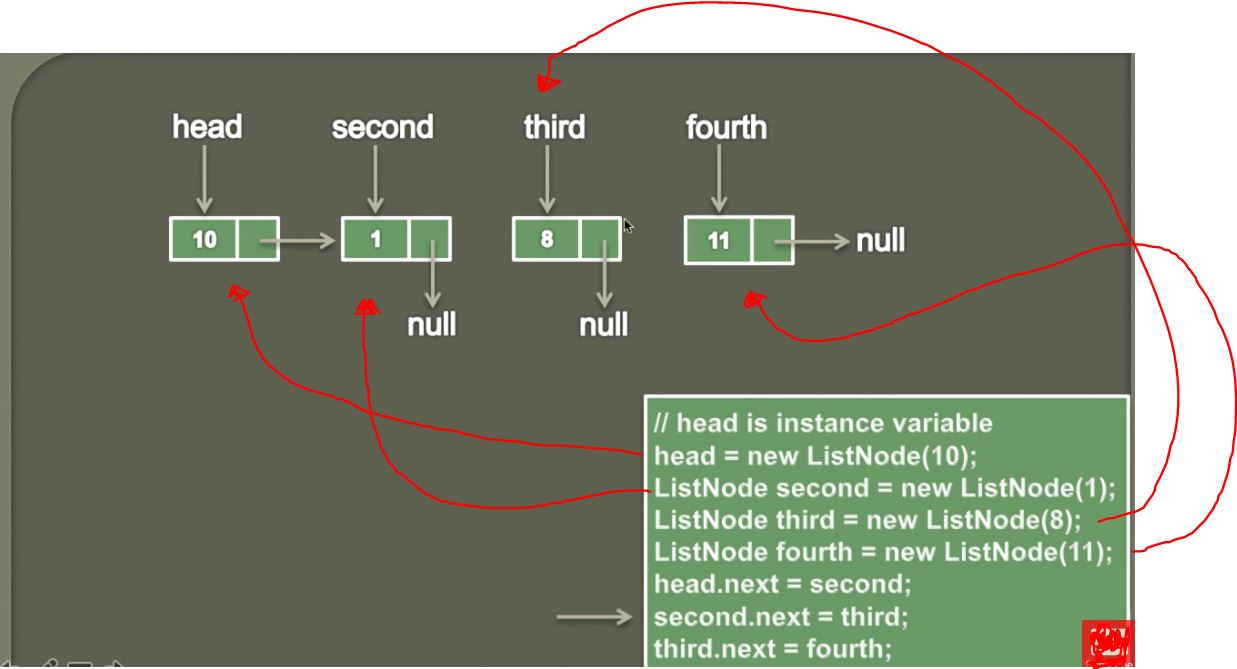 head second third fourth
10 1 8 11 null
null null
// head is instance variable
head = new ListNode(10);
ListNode second = new ListNode(1);
ListNode third = new ListNode(8);
ListNode fourth = new ListNode(11);
head.next = second;
second.next = third;
third.next = fourth;